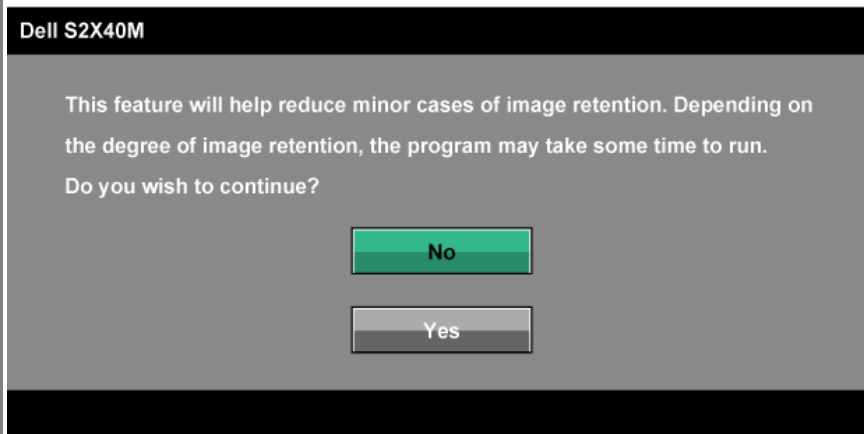 Dell S2X40M
This feature will help reduce minor cases of image retention. Depending on
the degree of image retention, the program may take some time to run.
Do you wish to continue?
No
Yes